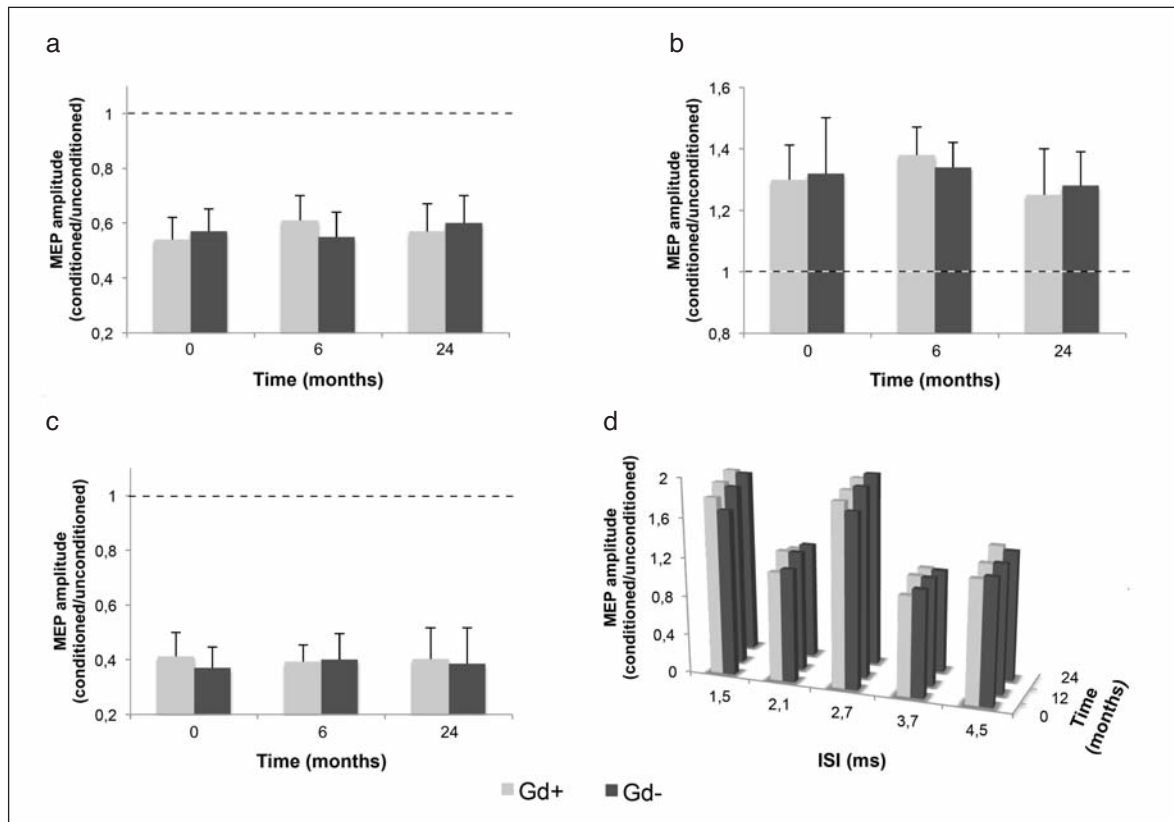 a
MEP amplitude
(conditioned/unconditioned)
1
0,8
0,6
0,4
0,2
0
6
24
Time (months)
b
MEP amplitude
(conditioned/unconditioned)
1,6
1,4
1,2
1
0,8
0
6
24
Time (months)
c
MEP amplitude
(conditioned/unconditioned)
1
0,8
0,6
0,4
0,2
0
6
24
Time (months)
d
MEP amplitude
(conditioned/unconditioned)
2
1,6
1,2
0,8
0,4
0
1,5
2,1
2,7
3,7
4,5
ISI (ms)
24
12
0
Time
(months)
Gd+ Gd-